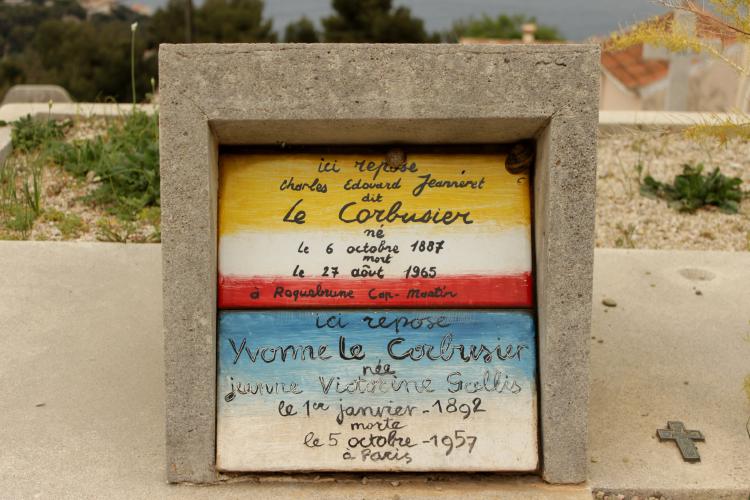 ici repose
Charles Edouard Jeanneret
dit
Le Corbusier
né
Le 6 octobre 1887
mort
Le 27 août 1965
à Roquebrune Cap-Martin
ici repose
Yvonne le Corbusier
née
jeanne Victorine Gallis
le 1er janvier-1892
morte
le 5 octobre-1957
à Paris